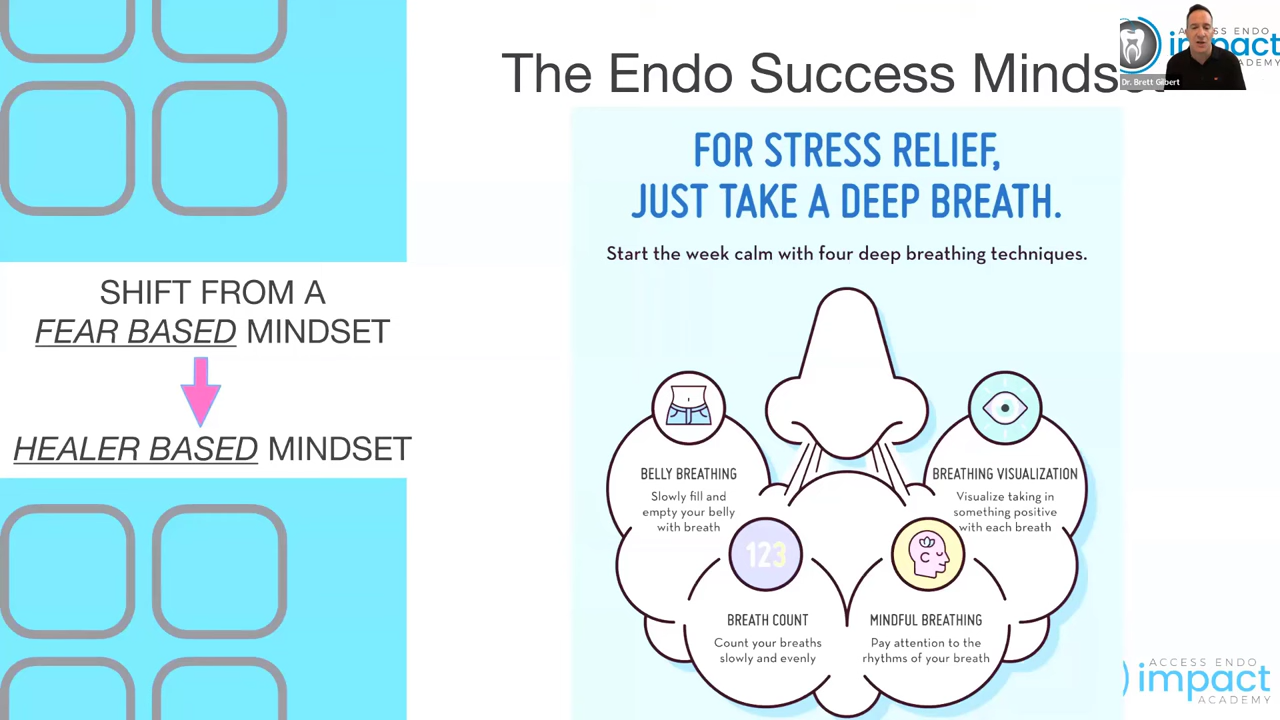 The Endo Success Minds
ACCESS ENDO
impact
ACADEMY
Dr. Brett Gilbert
SHIFT FROM A
FEAR BASED MINDSET
HEALER BASED MINDSET
FOR STRESS RELIEF,
JUST TAKE A DEEP BREATH.
Start the week calm with four deep breathing techniques.
BELLY BREATHING
Slowly fill and
empty your belly
with breath
BREATHING VISUALIZATION
Visualize taking in
something positive
with each breath
123
BREATH COUNT
Count your breaths
slowly and evenly
MINDFUL BREATHING
Pay attention to the
rhythms of your breath
ACCESS ENDO
impact
ACADEMY